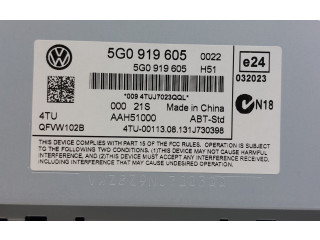 5G0 919 605 0022
5G0 919 605 H51
e24
032023
*009 4TUJ7023QQL*
000 21S Made in China
N18
4TU AAH51000 ABT-Std
QFVW102B 4TU-00113.08.131J730398
THIS DEVICE COMPLIES WITH PART 15 OF THE FCC RULES. OPERATION IS SUBJECT
TO THE FOLLOWING TWO CONDITIONS: (1) THIS DEVICE MAY NOT CAUSE HARMFUL
INTERFERENCE, AND (2) THIS DEVICE MUST ACCEPT ANY INTERFERENCE RECEIVED,
INCLUDING INTERFERENCE THAT MAY CAUSE UNDESIRED OPERATION.